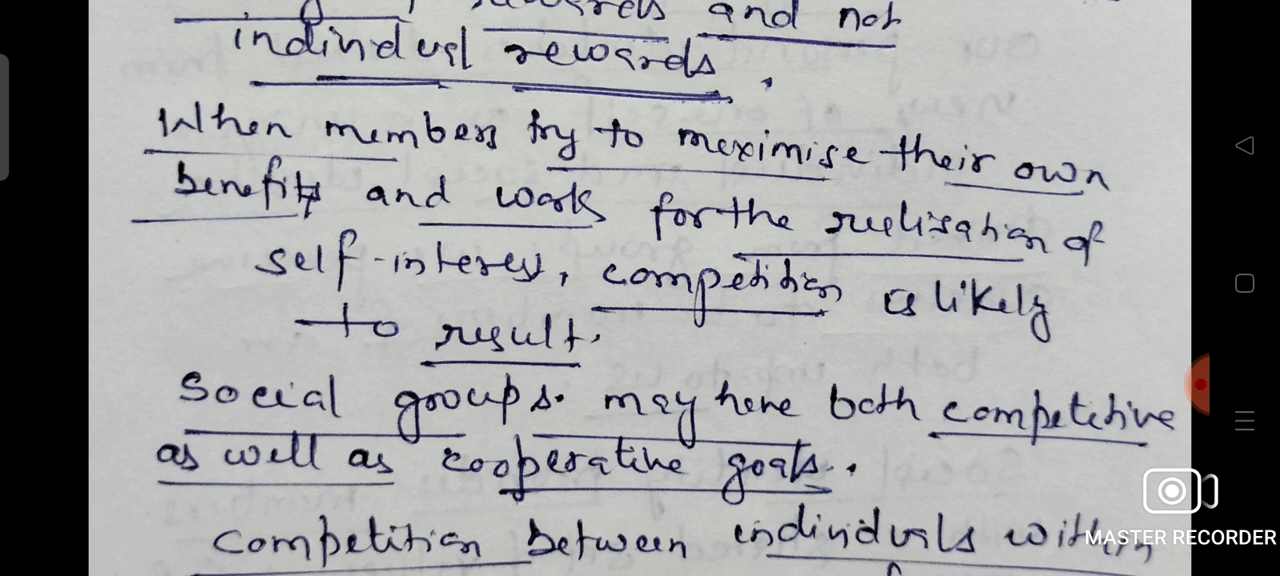 and not
individual rewards.
When members try to maximise their own
benefits and work for the realisation of
self-interest, competition is likely
to result.
Social groups. may have both competitive
as well as cooperative goals.
competition between individuals within
MASTER RECORDER